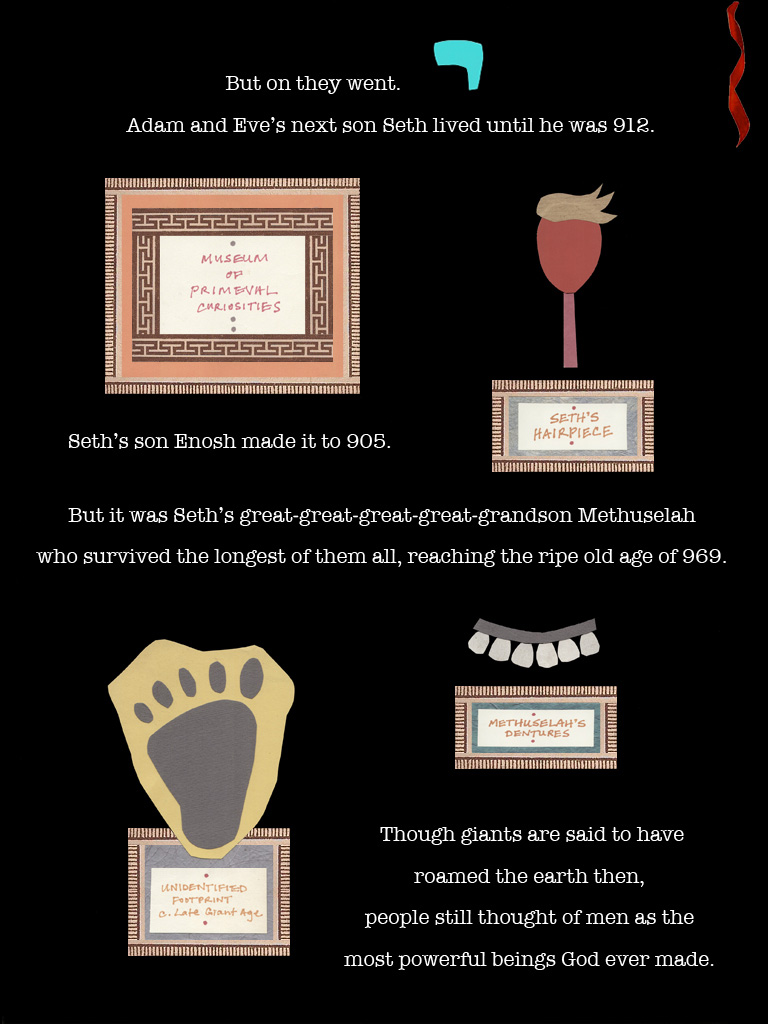 But on they went.
Adam and Eve's next son Seth lived until he was 912.
MUSEUM
OF
PRIMEVAL
CURIOSITIES
SETH'S
HAIRPIECE
Seth's son Enosh made it to 905.
But it was Seth's great-great-great-great-grandson Methuselah
who survived the longest of them all, reaching the ripe old age of 969.
METHUSELAH'S
DENTURES
UNIDENTIFIED
FOOTPRINT
c. Late Giant Age
Though giants are said to have
roamed the earth then,
people still thought of men as the
most powerful beings God ever made.